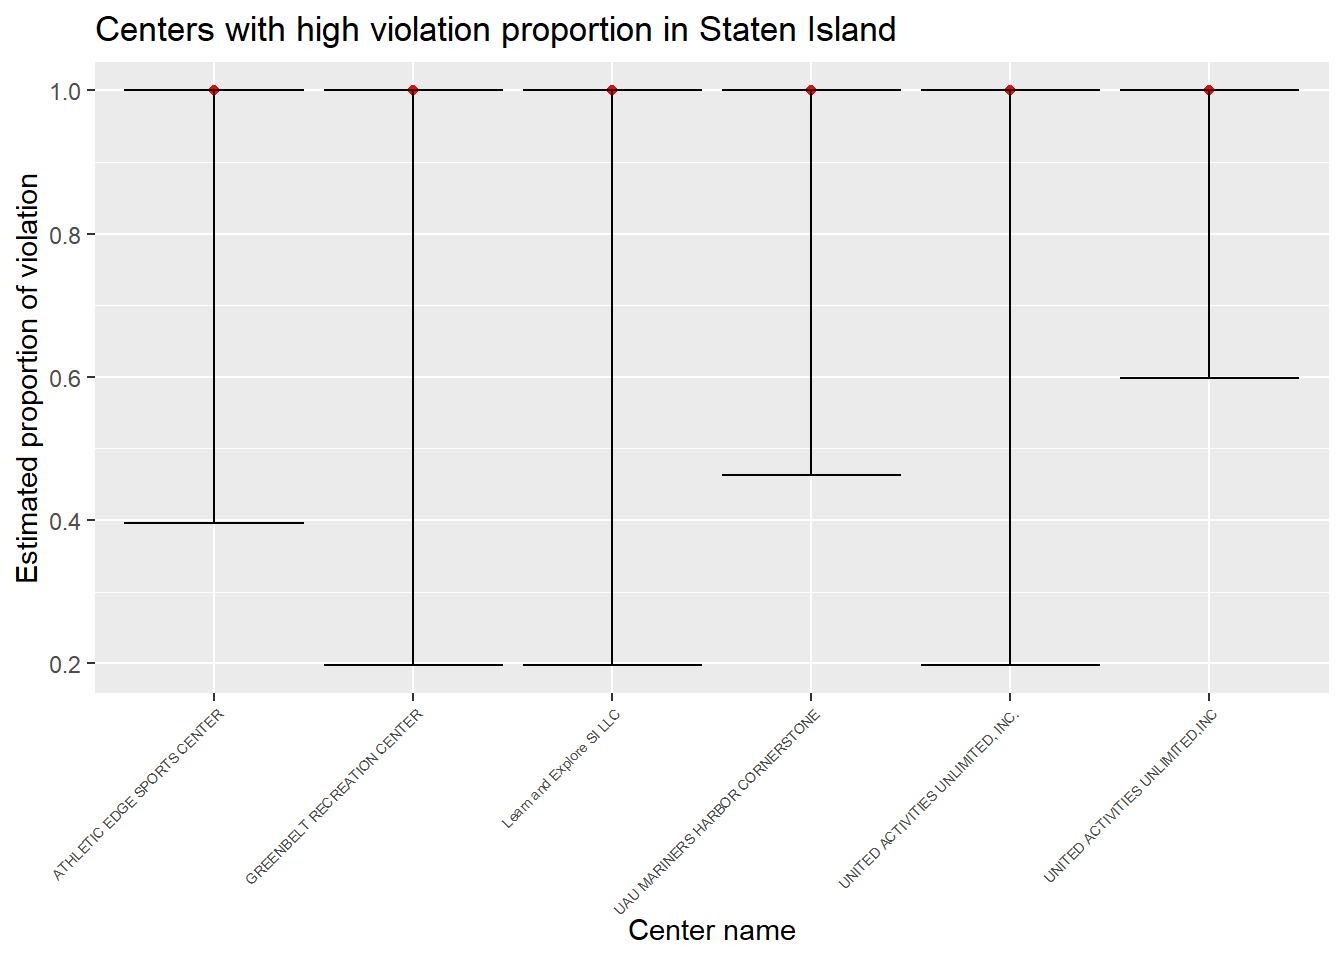 Centers with high violation proportion in Staten Island
Estimated proportion of violation
1.0
0.8
0.6
0.4
0.2
ATHLETIC EDGE SPORTS CENTER
GREENBELT RECREATION CENTER
Learn and Explore SI LLC
UAU MARINERS HARBOR CORNERSTONE
UNITED ACTIVITIES UNLIMITED, INC.
UNITED ACTIVITIES UNLIMITED,INC
Center name